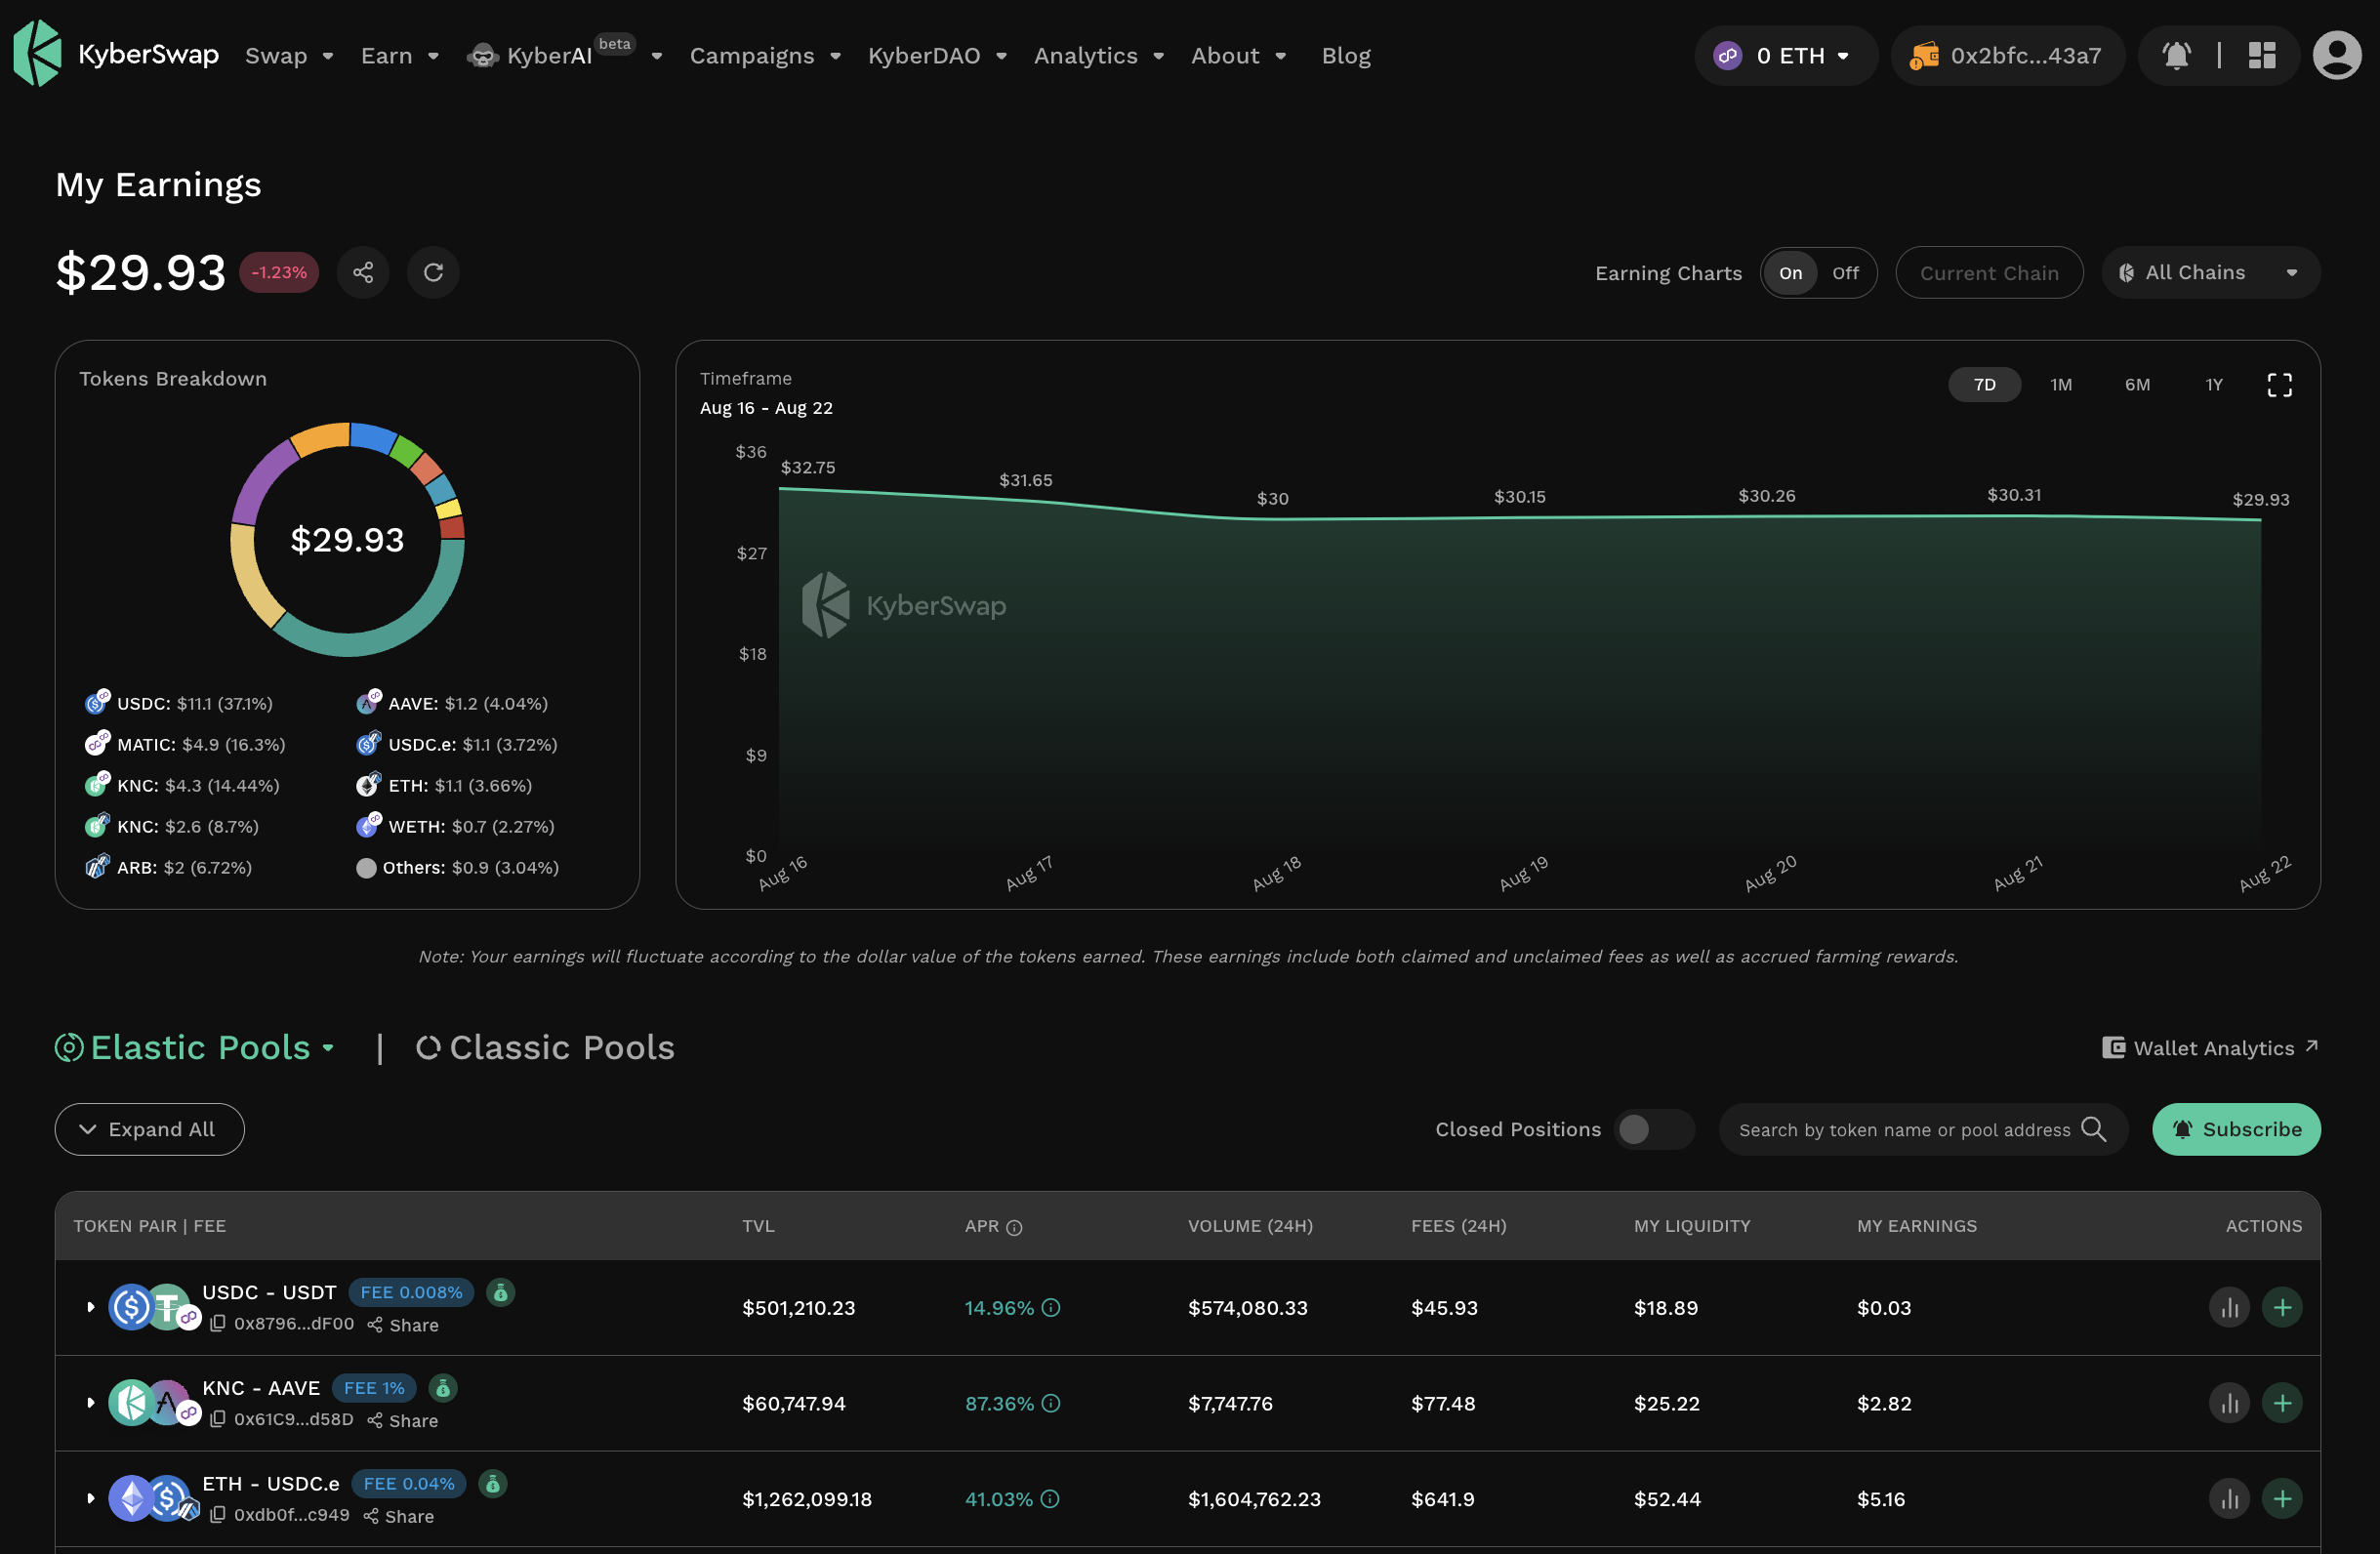 KyberSwap
Swap
Earn
KyberAI beta
Campaigns
KyberDAO
Analytics
About
Blog
0 ETH
0x2bfc...43a7
My Earnings
$29.93 -1.23%
Earning Charts On Off
Current Chain
All Chains
Tokens Breakdown
$29.93
USDC: $11.1 (37.1%)
AAVE: $1.2 (4.04%)
MATIC: $4.9 (16.3%)
USDC.e: $1.1 (3.72%)
KNC: $4.3 (14.44%)
ETH: $1.1 (3.66%)
KNC: $2.6 (8.7%)
WETH: $0.7 (2.27%)
ARB: $2 (6.72%)
Others: $0.9 (3.04%)
Timeframe
Aug 16 - Aug 22
7D 1M 6M 1Y
$36
$27
$18
$9
$0
$32.75
$31.65
$30
$30.15
$30.26
$30.31
$29.93
KyberSwap
Aug 16
Aug 17
Aug 18
Aug 19
Aug 20
Aug 21
Aug 22
Note: Your earnings will fluctuate according to the dollar value of the tokens earned. These earnings include both claimed and unclaimed fees as well as accrued farming rewards.
Elastic Pools | Classic Pools
Wallet Analytics
Expand All
Closed Positions
Search by token name or pool address
Subscribe
TOKEN PAIR | FEE TVL APR VOLUME (24H) FEES (24H) MY LIQUIDITY MY EARNINGS ACTIONS
USDC - USDT FEE 0.008%
0x8796...dF00 Share
$501,210.23 14.96% $574,080.33 $45.93 $18.89 $0.03
KNC - AAVE FEE 1%
0x61C9...d58D Share
$60,747.94 87.36% $7,747.76 $77.48 $25.22 $2.82
ETH - USDC.e FEE 0.04%
0xdb0f...c949 Share
$1,262,099.18 41.03% $1,604,762.23 $641.9 $52.44 $5.16